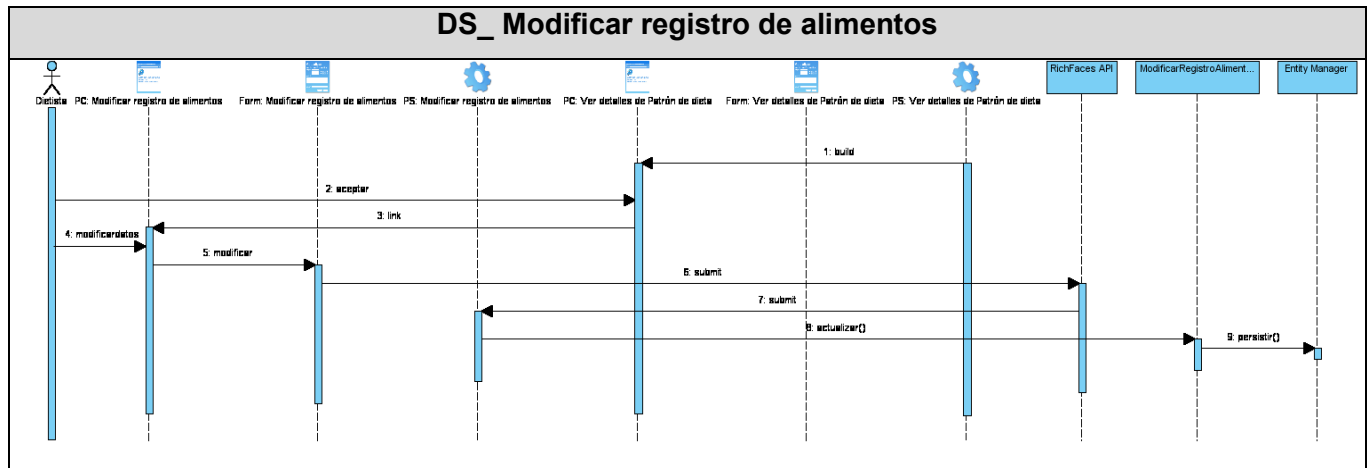 DS_ Modificar registro de alimentos
Dietista
PC: Modificar registro de alimentos
Form: Modificar registro de alimentos
PS: Modificar registro de alimentos
PC: Ver detalles de Patrón de dieta
Form: Ver detalles de Patrón de dieta
PS: Ver detalles de Patrón de dieta
RichFaces API
ModificarRegistroAliment...
Entity Manager
1: build
2: aceptar
3: link
4: modificardatos
5: modificar
6: submit
7: submit
8: actualizar()
9: persistir()